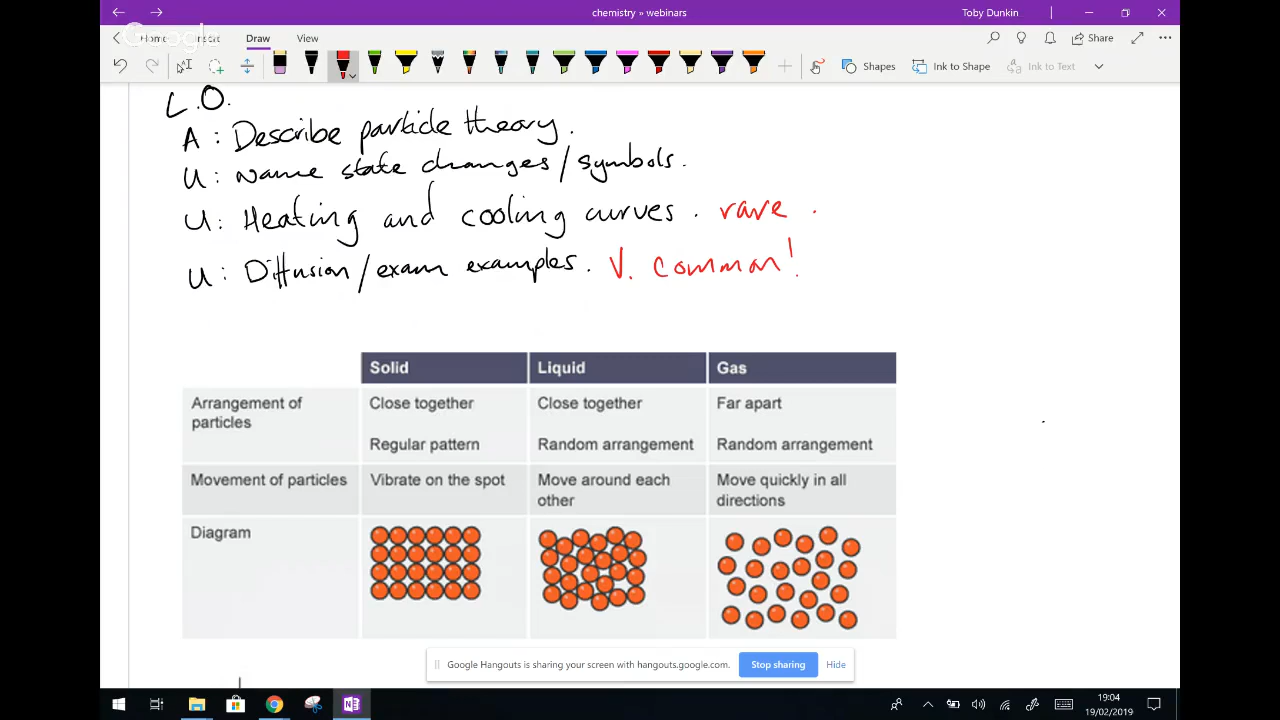 chemistry » webinars
Toby Dunkin
Google
Home Insert Draw View
Share
Shapes
Ink to Shape
Ink to Text
L.O.
A : Describe particle theory.
U : Name state changes / symbols.
U : Heating and cooling curves. rare.
U : Diffusion / exam examples. V. common!
Solid Liquid Gas
Arrangement of Close together Close together Far apart
particles
Regular pattern Random arrangement Random arrangement
Movement of particles Vibrate on the spot Move around each Move quickly in all
other directions
Diagram
Google Hangouts is sharing your screen with hangouts.google.com. Stop sharing Hide
19:04
19/02/2019